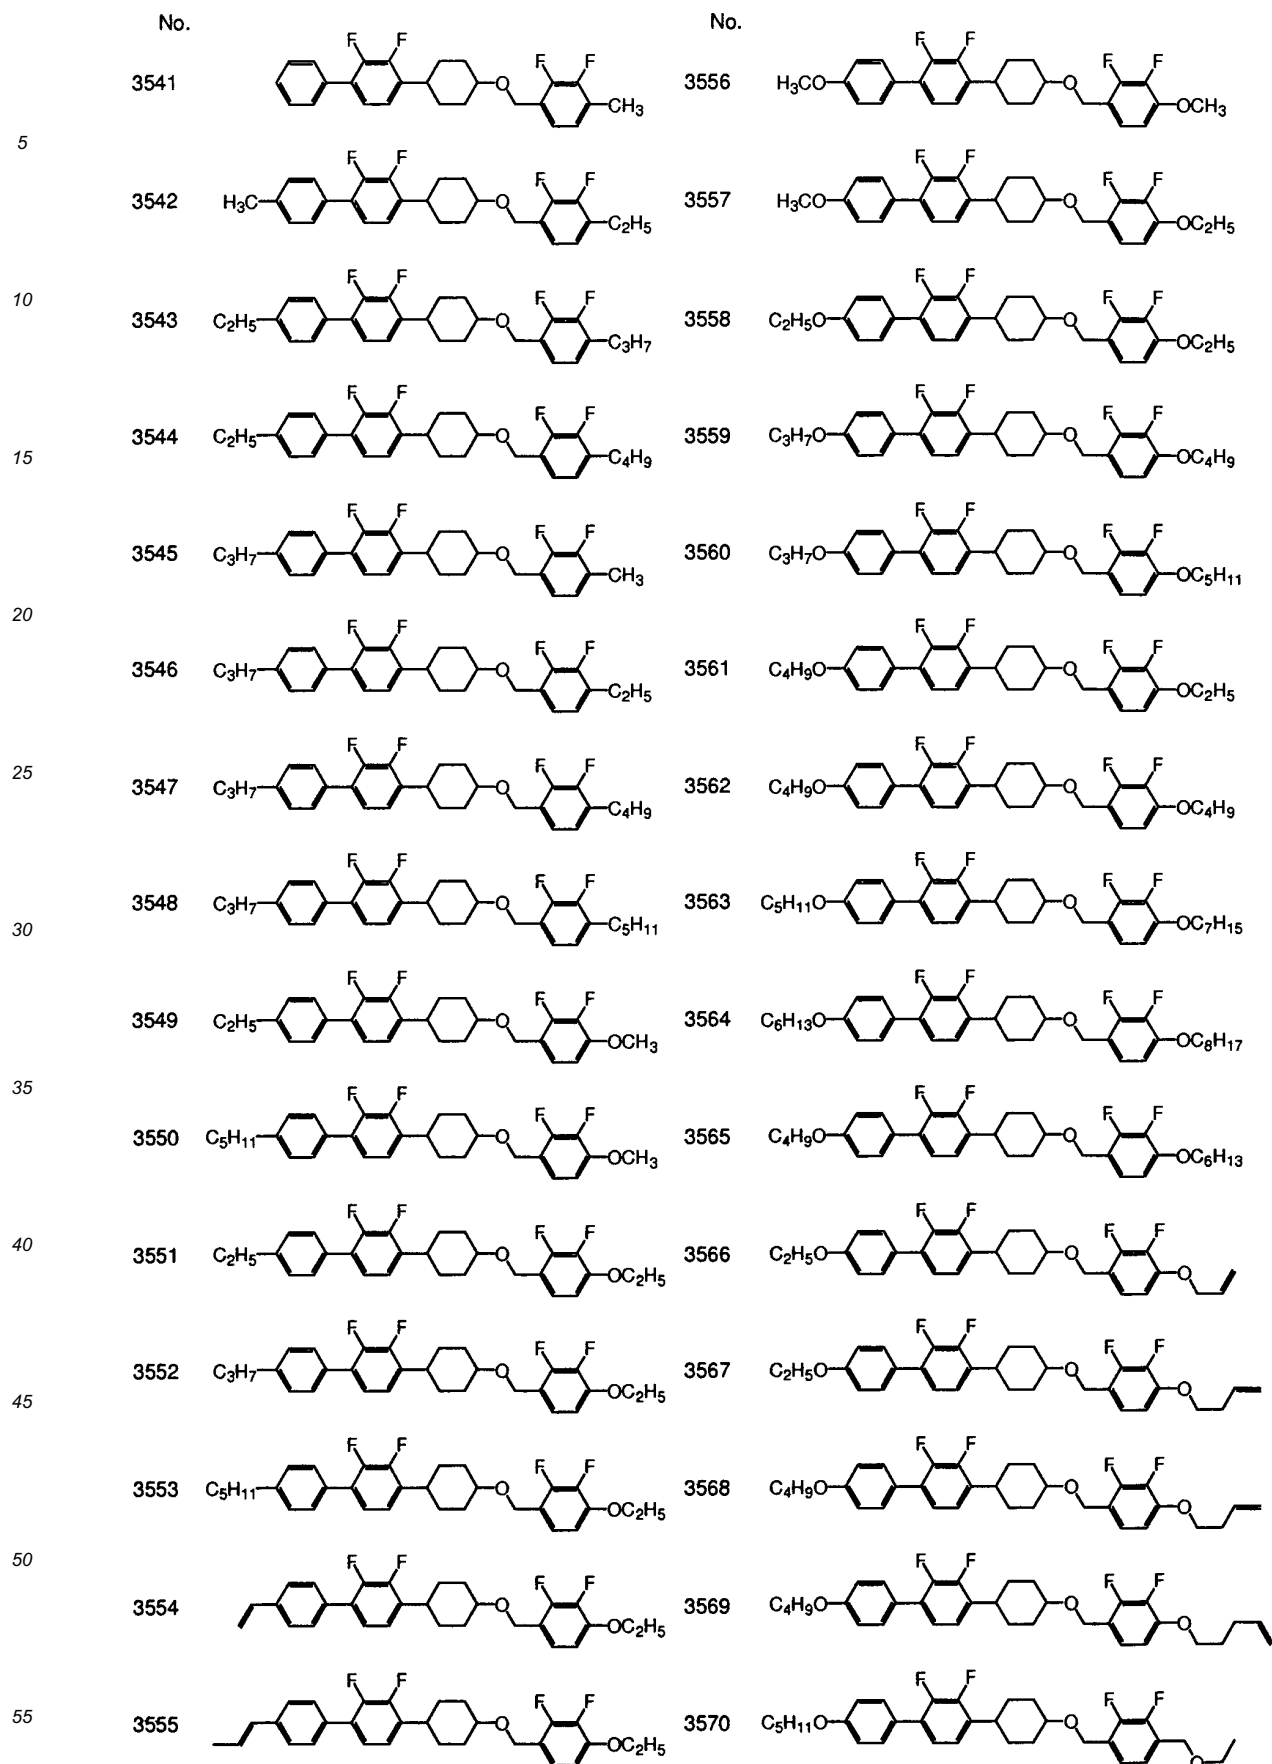 No.
F F
F F
3541 O
CH3
5
F F
F F
3542 H3C O
C2H5
10
F F
F F
3543 C2H5 O
C3H7
F F
F F
3544 C2H5 O
C4H9
15
F F
F F
3545 C3H7 O
CH3
20
F F
F F
3546 C3H7 O
C2H5
25
F F
F F
3547 C3H7 O
C4H9
F F
F F
3548 C3H7 O
C5H11
30
F F
F F
3549 C2H5 O
OCH3
35
F F
F F
3550 C5H11 O
OCH3
40
F F
F F
3551 C2H5 O
OC2H5
F F
F F
3552 C3H7 O
OC2H5
45
F F
F F
3553 C5H11 O
OC2H5
50
F F
F F
3554 O
OC2H5
55
F F
F F
3555 O
OC2H5
No.
F F
F F
3556 H3CO O
OCH3
F F
F F
3557 H3CO O
OC2H5
F F
F F
3558 C2H5O O
OC2H5
F F
F F
3559 C3H7O O
OC4H9
F F
F F
3560 C3H7O O
OC5H11
F F
F F
3561 C4H9O O
OC2H5
F F
F F
3562 C4H9O O
OC4H9
F F
F F
3563 C5H11O O
OC7H15
F F
F F
3564 C6H13O O
OC8H17
F F
F F
3565 C4H9O O
OC6H13
F F
F F
3566 C2H5O O
O
F F
F F
3567 C2H5O O
O
F F
F F
3568 C4H9O O
O
F F
F F
3569 C4H9O O
O
F F
F F
3570 C5H11O O
O